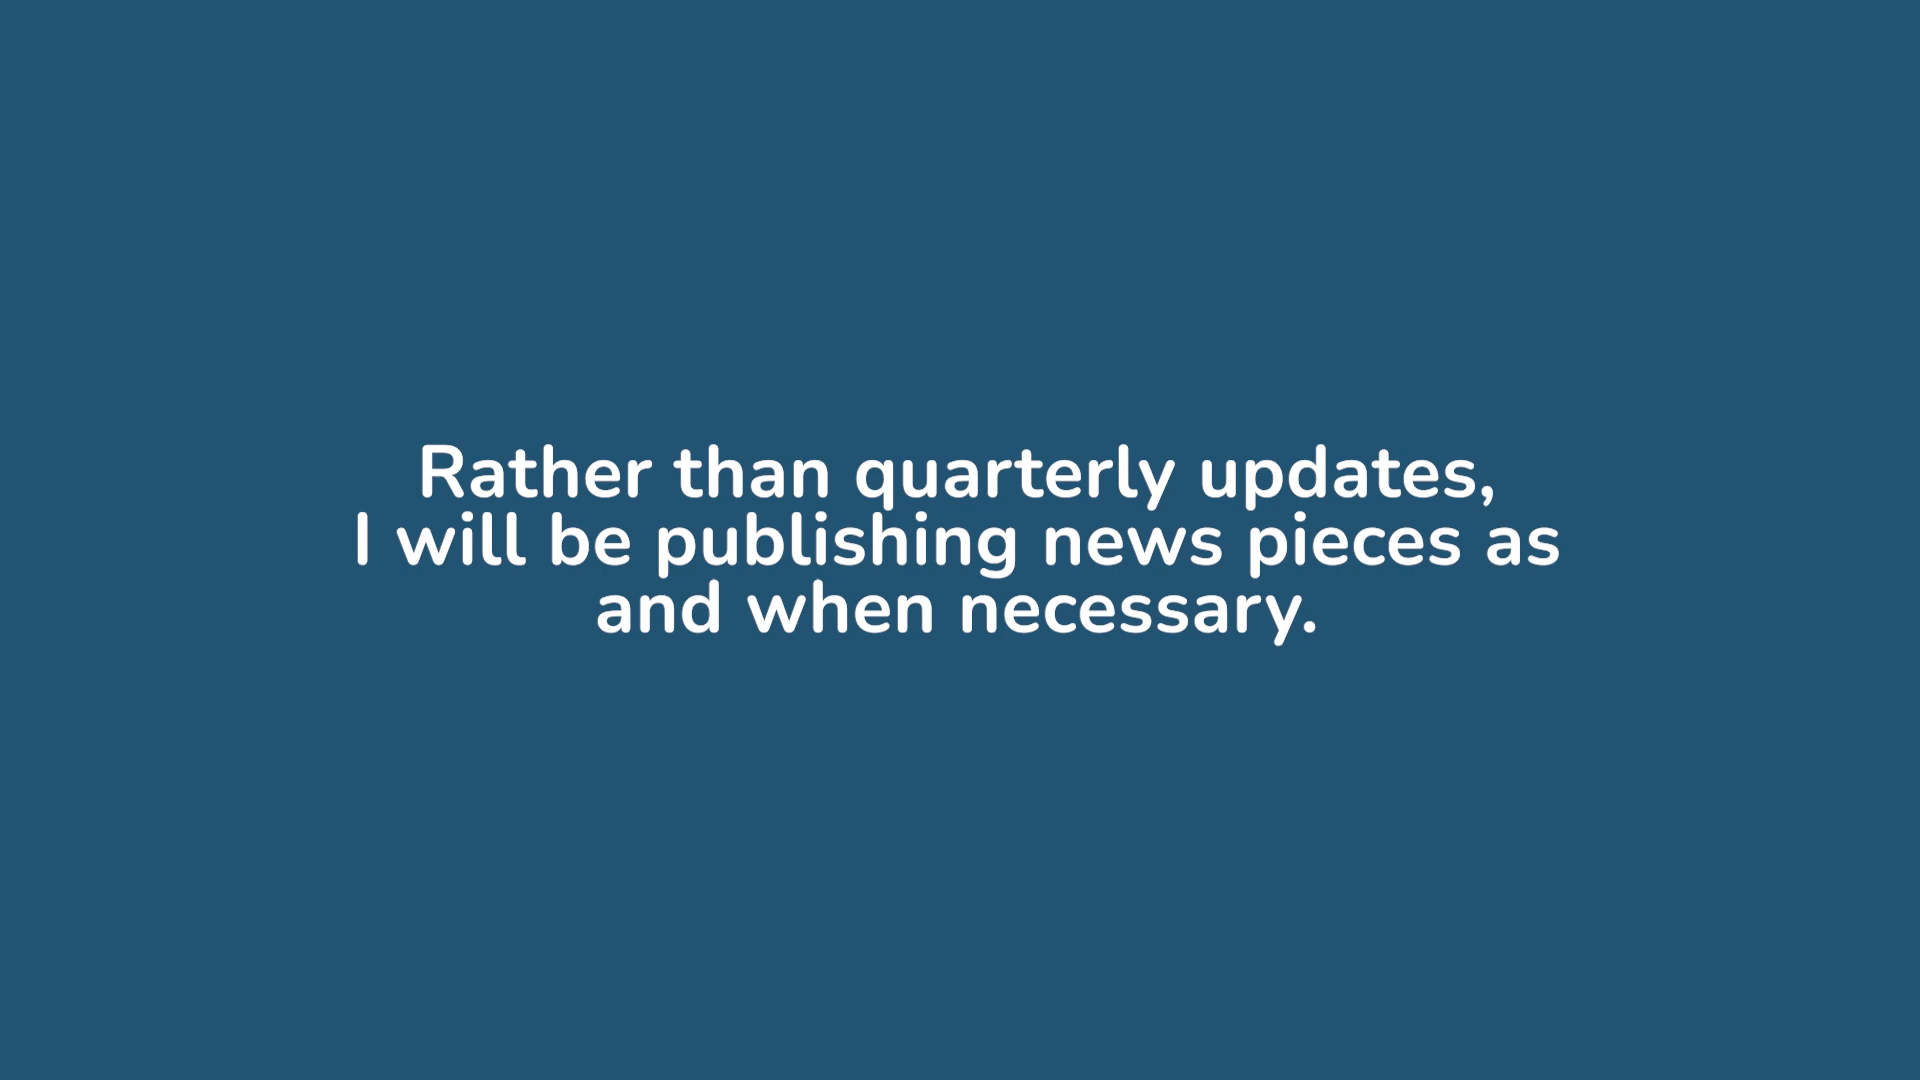 Rather than quarterly updates,
I will be publishing news pieces as
and when necessary.